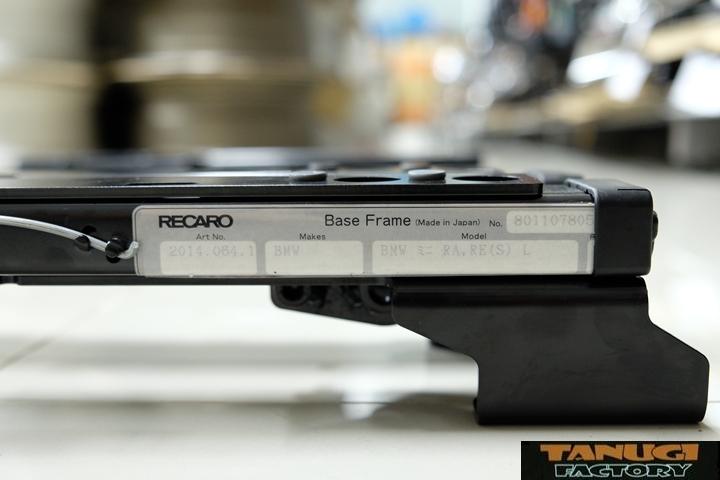 RECARO Base Frame (Made in Japan) No. 801107805
Art No. Makes Model
2014.064.1 BMW BMW ミニ RA,RE(S) L
TANUGI
FACTORY